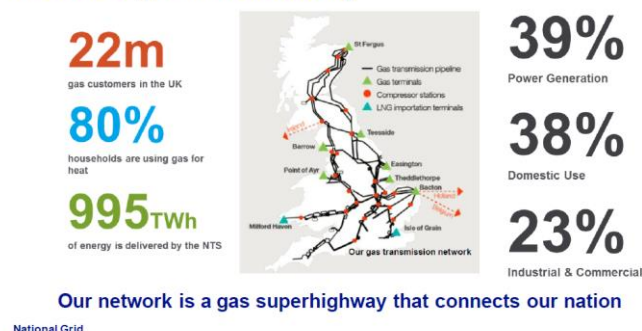 22m
gas customers in the UK
80%
households are using gas for
heat
995TWh
of energy is delivered by the NTS
St Fergus
Gas transmission pipeline
Gas terminals
Compressor stations
LNG importation terminals
Ireland
Teesside
Barrow
Easington
Point of Ayr
Theddlethorpe
Bacton
Holland
Belgium
Milford Haven
Isle of Grain
Our gas transmission network
39%
Power Generation
38%
Domestic Use
23%
Industrial & Commercial
Our network is a gas superhighway that connects our nation
National Grid